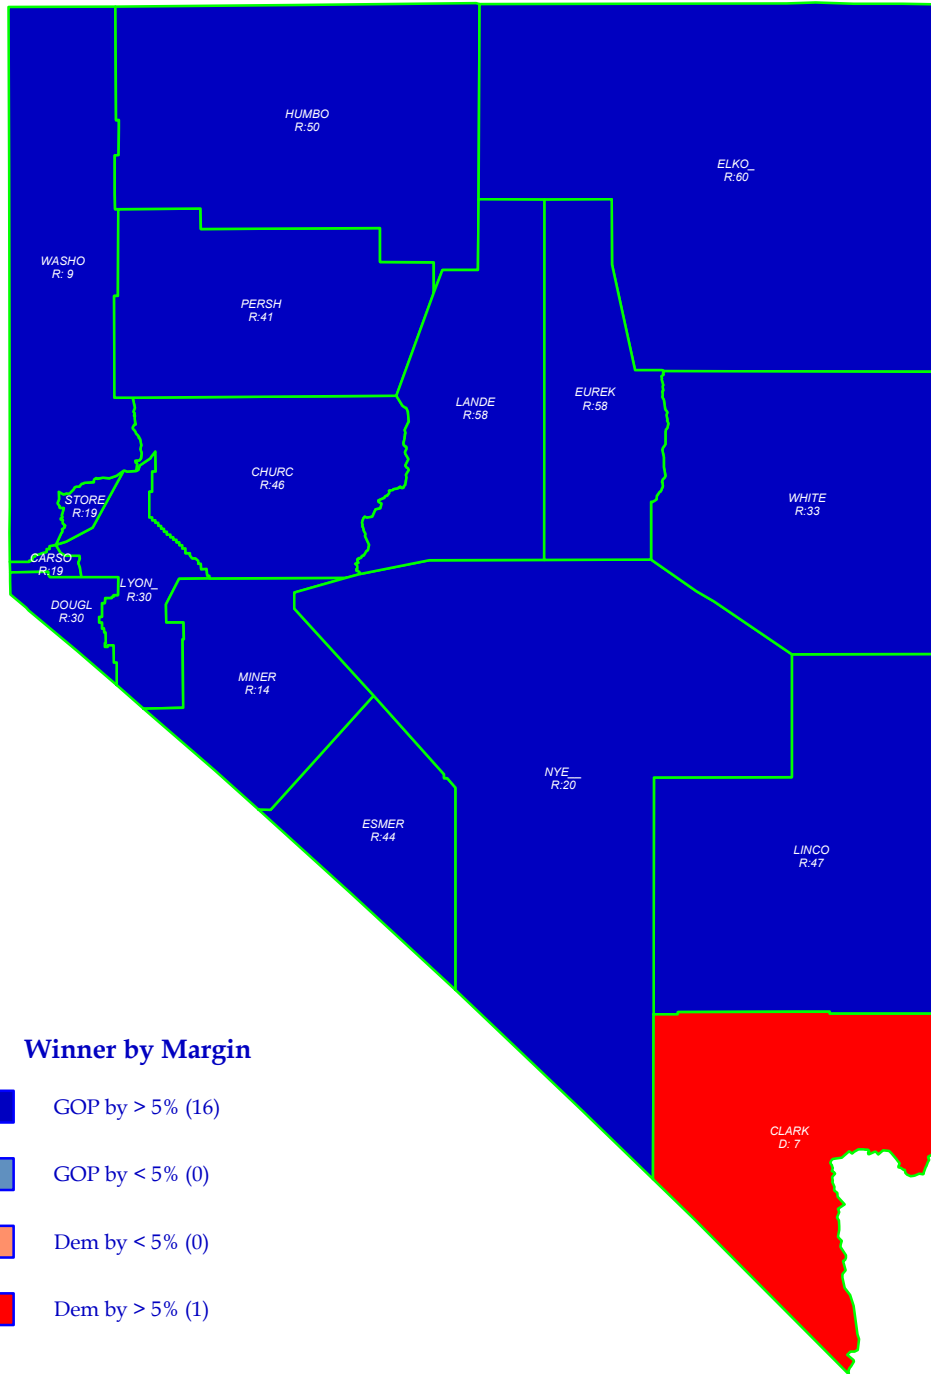 HUMBO
R:50
ELKO_
R:60
WASHO
R: 9
PERSH
R:41
LANDE
R:58
EUREK
R:58
CHURC
R:46
WHITE
R:33
STORE
R:19
CARSO
R:19
LYON_
R:30
DOUGL
R:30
MINER
R:14
NYE__
R:20
ESMER
R:44
LINCO
R:47
CLARK
D: 7
Winner by Margin
GOP by > 5% (16)
GOP by < 5% (0)
Dem by < 5% (0)
Dem by > 5% (1)